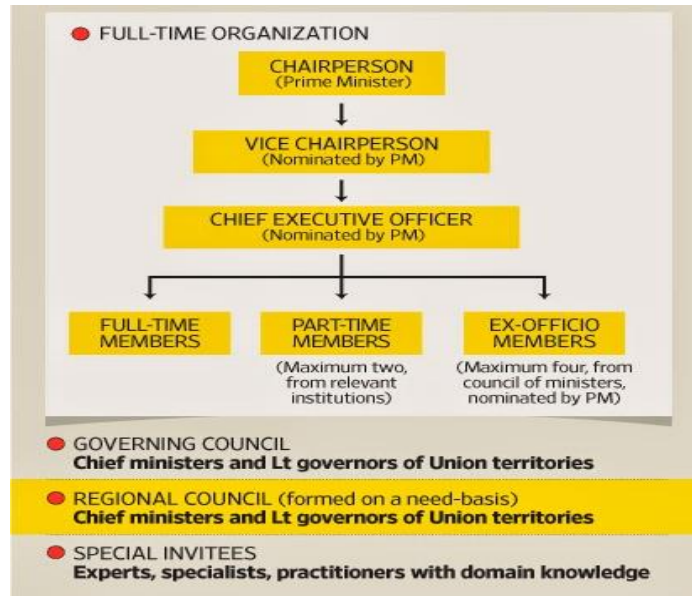 FULL-TIME ORGANIZATION
CHAIRPERSON
(Prime Minister)
VICE CHAIRPERSON
(Nominated by PM)
CHIEF EXECUTIVE OFFICER
(Nominated by PM)
FULL-TIME
MEMBERS
PART-TIME
MEMBERS
(Maximum two,
from relevant
institutions)
EX-OFFICIO
MEMBERS
(Maximum four, from
council of ministers,
nominated by PM)
GOVERNING COUNCIL
Chief ministers and Lt governors of Union territories
REGIONAL COUNCIL (formed on a need-basis)
Chief ministers and Lt governors of Union territories
SPECIAL INVITEES
Experts, specialists, practitioners with domain knowledge